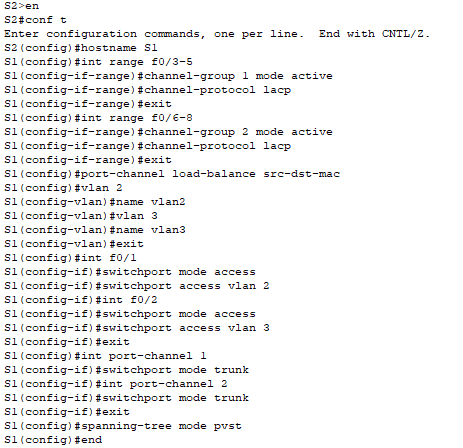 S2>en
S2#conf t
Enter configuration commands, one per line.  End with CNTL/Z.
S2(config)#hostname S1
S1(config)#int range f0/3-5
S1(config-if-range)#channel-group 1 mode active
S1(config-if-range)#channel-protocol lacp
S1(config-if-range)#exit
S1(config)#int range f0/6-8
S1(config-if-range)#channel-group 2 mode active
S1(config-if-range)#channel-protocol lacp
S1(config-if-range)#exit
S1(config)#port-channel load-balance src-dst-mac
S1(config)#vlan 2
S1(config-vlan)#name vlan2
S1(config-vlan)#vlan 3
S1(config-vlan)#name vlan3
S1(config-vlan)#exit
S1(config)#int f0/1
S1(config-if)#switchport mode access
S1(config-if)#switchport access vlan 2
S1(config-if)#int f0/2
S1(config-if)#switchport mode access
S1(config-if)#switchport access vlan 3
S1(config-if)#exit
S1(config)#int port-channel 1
S1(config-if)#switchport mode trunk
S1(config-if)#int port-channel 2
S1(config-if)#switchport mode trunk
S1(config-if)#exit
S1(config)#spanning-tree mode pvst
S1(config)#end